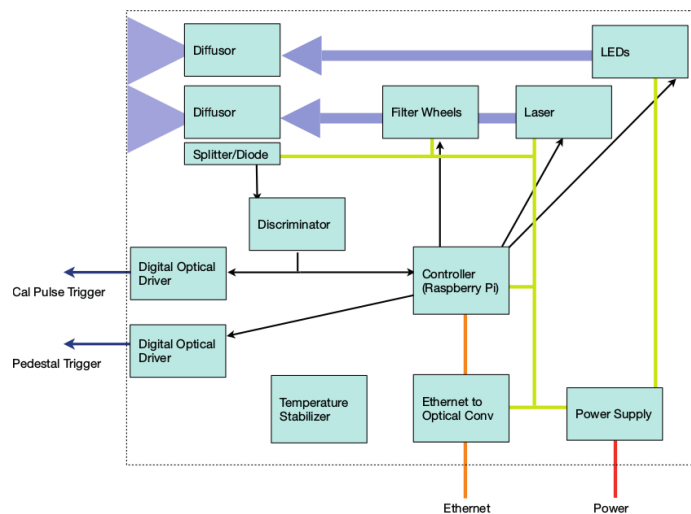 Diffusor
LEDs
Diffusor
Filter Wheels
Laser
Splitter/Diode
Discriminator
Digital Optical
Driver
Controller
(Raspberry Pi)
Cal Pulse Trigger
Digital Optical
Driver
Pedestal Trigger
Temperature
Stabilizer
Ethernet to
Optical Conv
Power Supply
Ethernet
Power